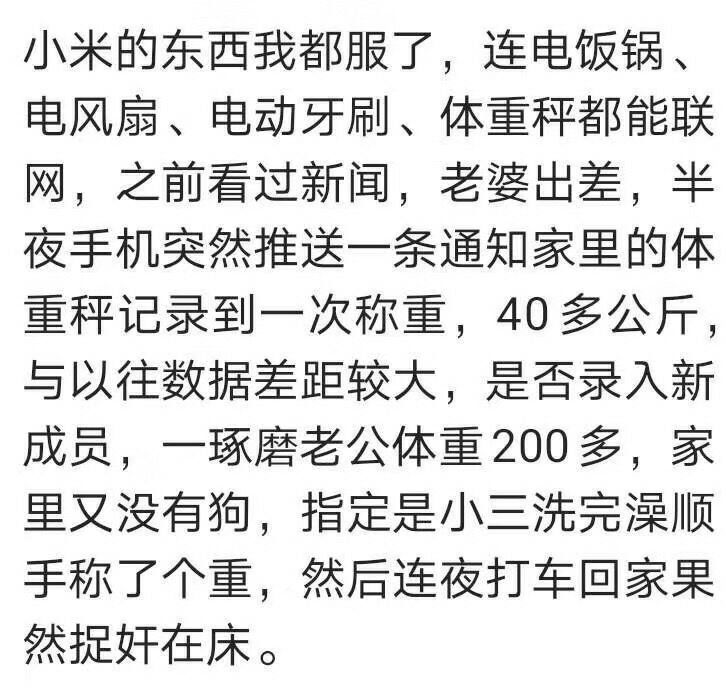 小米的东西我都服了，连电饭锅、
电风扇、电动牙刷、体重秤都能联
网，之前看过新闻，老婆出差，半
夜手机突然推送一条通知家里的体
重秤记录到一次称重，40多公斤，
与以往数据差距较大，是否录入新
成员，一琢磨老公体重200多，家
里又没有狗，指定是小三洗完澡顺
手称了个重，然后连夜打车回家果
然捉奸在床。